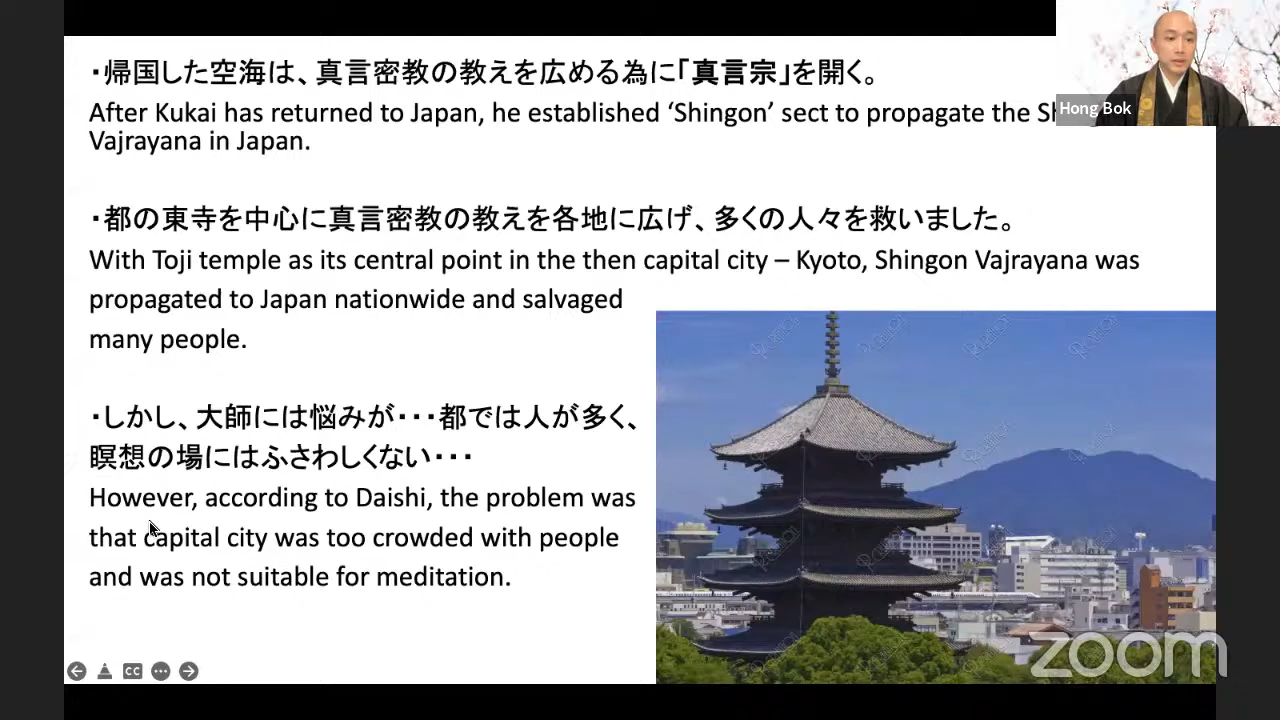 ・帰国した空海は、真言密教の教えを広める為に「真言宗」を開く。
After Kukai has returned to Japan, he established ‘Shingon’ sect to propagate the
Vajrayana in Japan.
・都の東寺を中心に真言密教の教えを各地に広げ、多くの人々を救いました。
With Toji temple as its central point in the then capital city – Kyoto, Shingon Vajrayana was
propagated to Japan nationwide and salvaged
many people.
・しかし、大師には悩みが・・・都では人が多く、
瞑想の場にはふさわしくない・・・
However, according to Daishi, the problem was
that capital city was too crowded with people
and was not suitable for meditation.
Hong Bok
CC
zoom